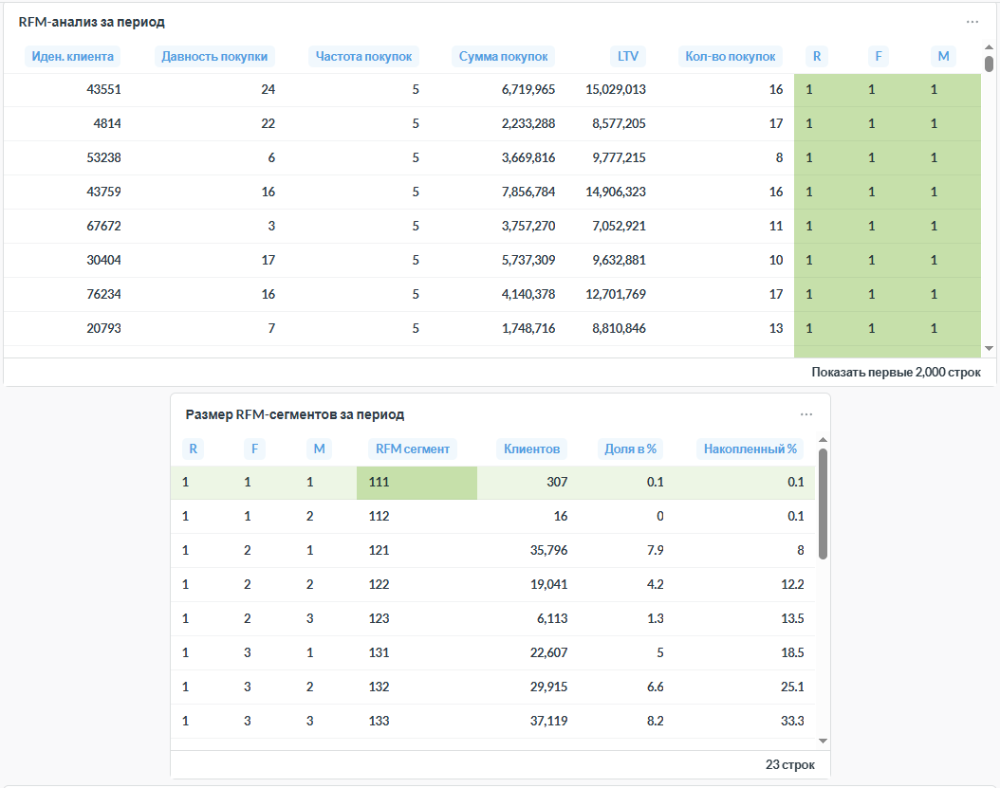 RFM-анализ за период
...
Иден. клиента Давность покупки Частота покупок Сумма покупок LTV Кол-во покупок R F M
43551 24 5 6,719,965 15,029,013 16 1 1 1
4814 22 5 2,233,288 8,577,205 17 1 1 1
53238 6 5 3,669,816 9,777,215 8 1 1 1
43759 16 5 7,856,784 14,906,323 16 1 1 1
67672 3 5 3,757,270 7,052,921 11 1 1 1
30404 17 5 5,737,309 9,632,881 10 1 1 1
76234 16 5 4,140,378 12,701,769 17 1 1 1
20793 7 5 1,748,716 8,810,846 13 1 1 1
Показать первые 2,000 строк
Размер RFM-сегментов за период
...
R F M RFM сегмент Клиентов Доля в % Накопленный %
1 1 1 111 307 0.1 0.1
1 1 2 112 16 0 0.1
1 2 1 121 35,796 7.9 8
1 2 2 122 19,041 4.2 12.2
1 2 3 123 6,113 1.3 13.5
1 3 1 131 22,607 5 18.5
1 3 2 132 29,915 6.6 25.1
1 3 3 133 37,119 8.2 33.3
23 строк